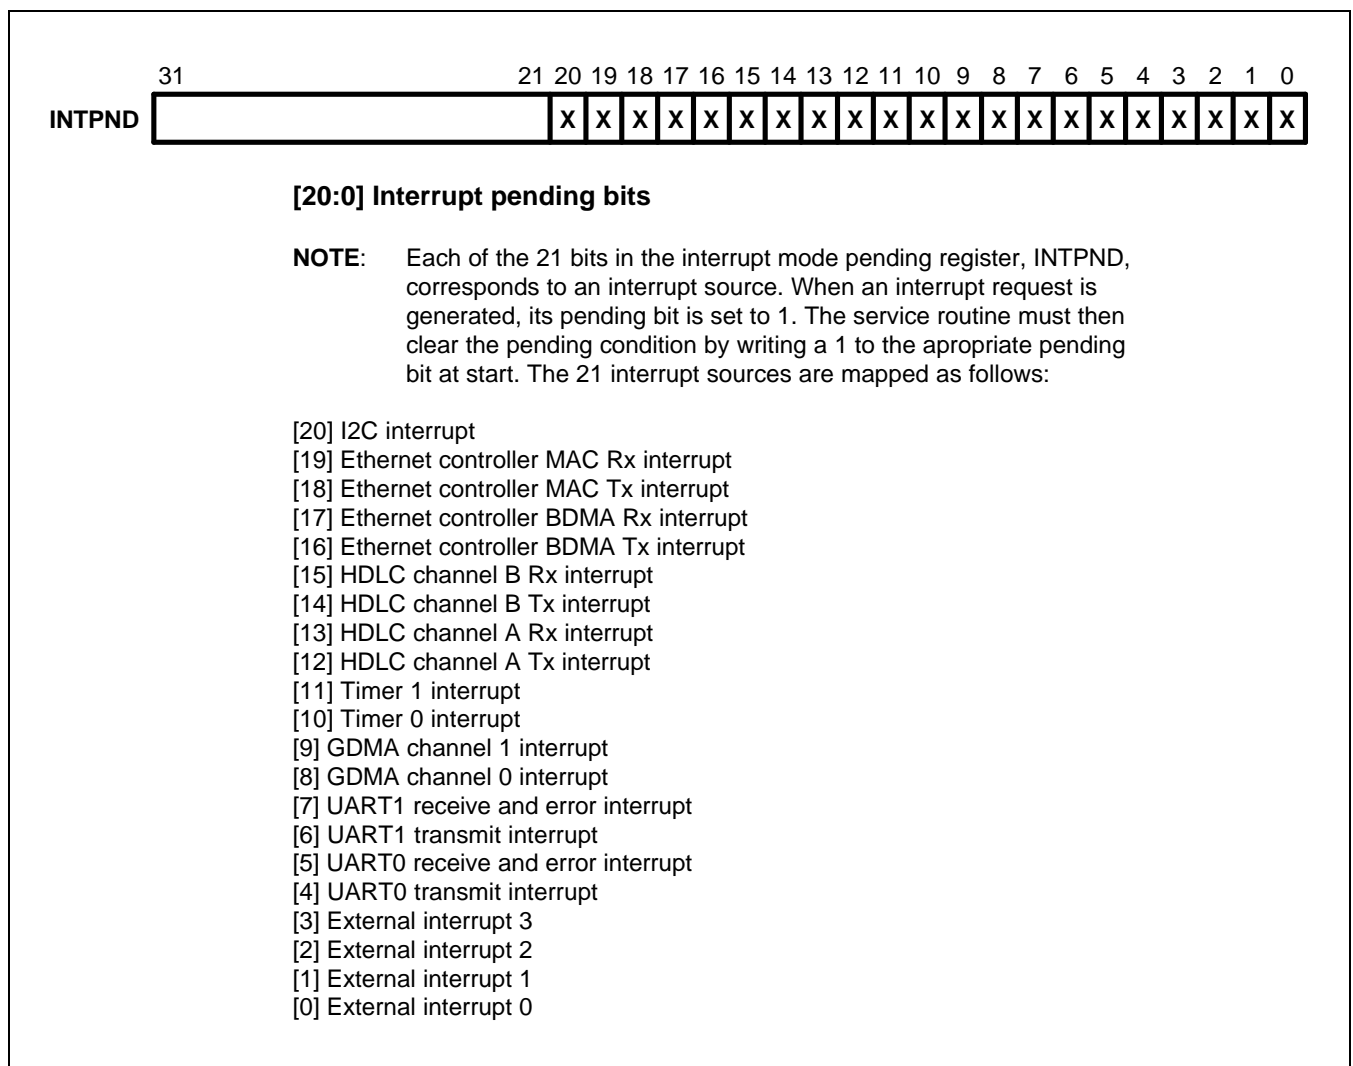 31 21 20 19 18 17 16 15 14 13 12 11 10 9 8 7 6 5 4 3 2 1 0
INTPND X X X X X X X X X X X X X X X X X X X X X
[20:0] Interrupt pending bits
NOTE: Each of the 21 bits in the interrupt mode pending register, INTPND,
corresponds to an interrupt source. When an interrupt request is
generated, its pending bit is set to 1. The service routine must then
clear the pending condition by writing a 1 to the apropriate pending
bit at start. The 21 interrupt sources are mapped as follows:
[20] I2C interrupt
[19] Ethernet controller MAC Rx interrupt
[18] Ethernet controller MAC Tx interrupt
[17] Ethernet controller BDMA Rx interrupt
[16] Ethernet controller BDMA Tx interrupt
[15] HDLC channel B Rx interrupt
[14] HDLC channel B Tx interrupt
[13] HDLC channel A Rx interrupt
[12] HDLC channel A Tx interrupt
[11] Timer 1 interrupt
[10] Timer 0 interrupt
[9] GDMA channel 1 interrupt
[8] GDMA channel 0 interrupt
[7] UART1 receive and error interrupt
[6] UART1 transmit interrupt
[5] UART0 receive and error interrupt
[4] UART0 transmit interrupt
[3] External interrupt 3
[2] External interrupt 2
[1] External interrupt 1
[0] External interrupt 0